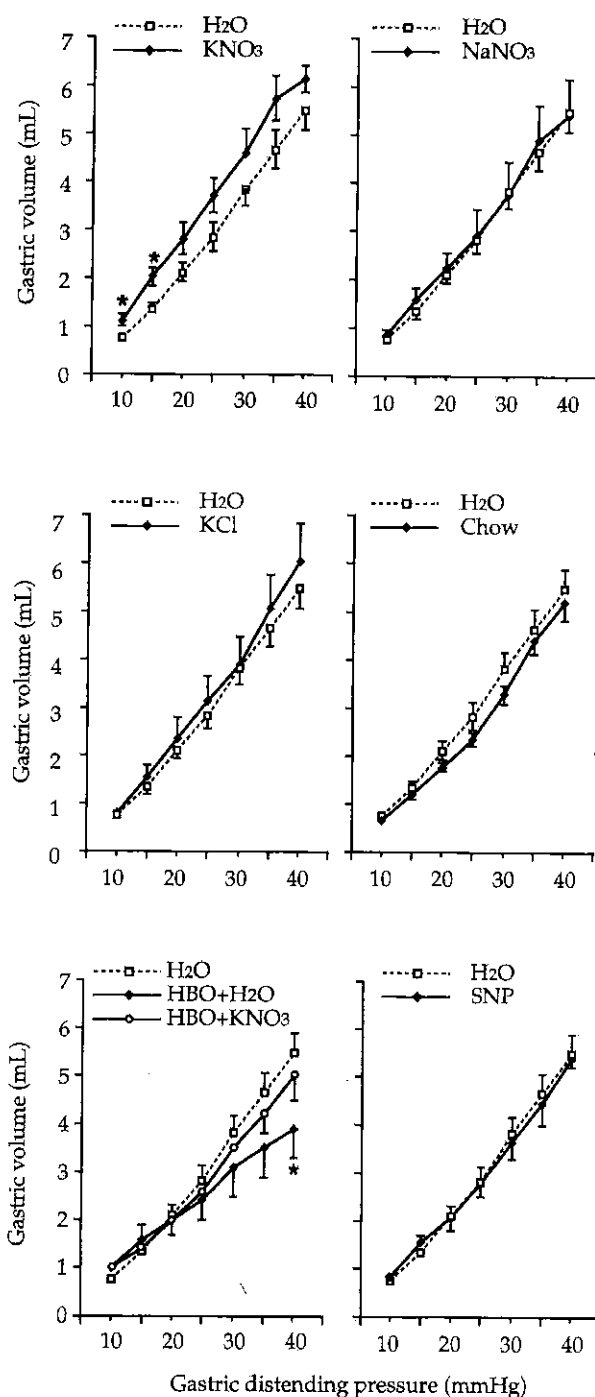 H2O
KNO3
H2O
NaNO3
Gastric volume (mL)
7
6
5
4
3
2
1
0
*
*
10 20 30 40
10 20 30 40
H2O
KCl
H2O
Chow
Gastric volume (mL)
7
6
5
4
3
2
1
0
10 20 30 40
10 20 30 40
H2O
HBO+H2O
HBO+KNO3
H2O
SNP
Gastric volume (mL)
7
6
5
4
3
2
1
0
*
10 20 30 40
10 20 30 40
Gastric distending pressure (mmHg)